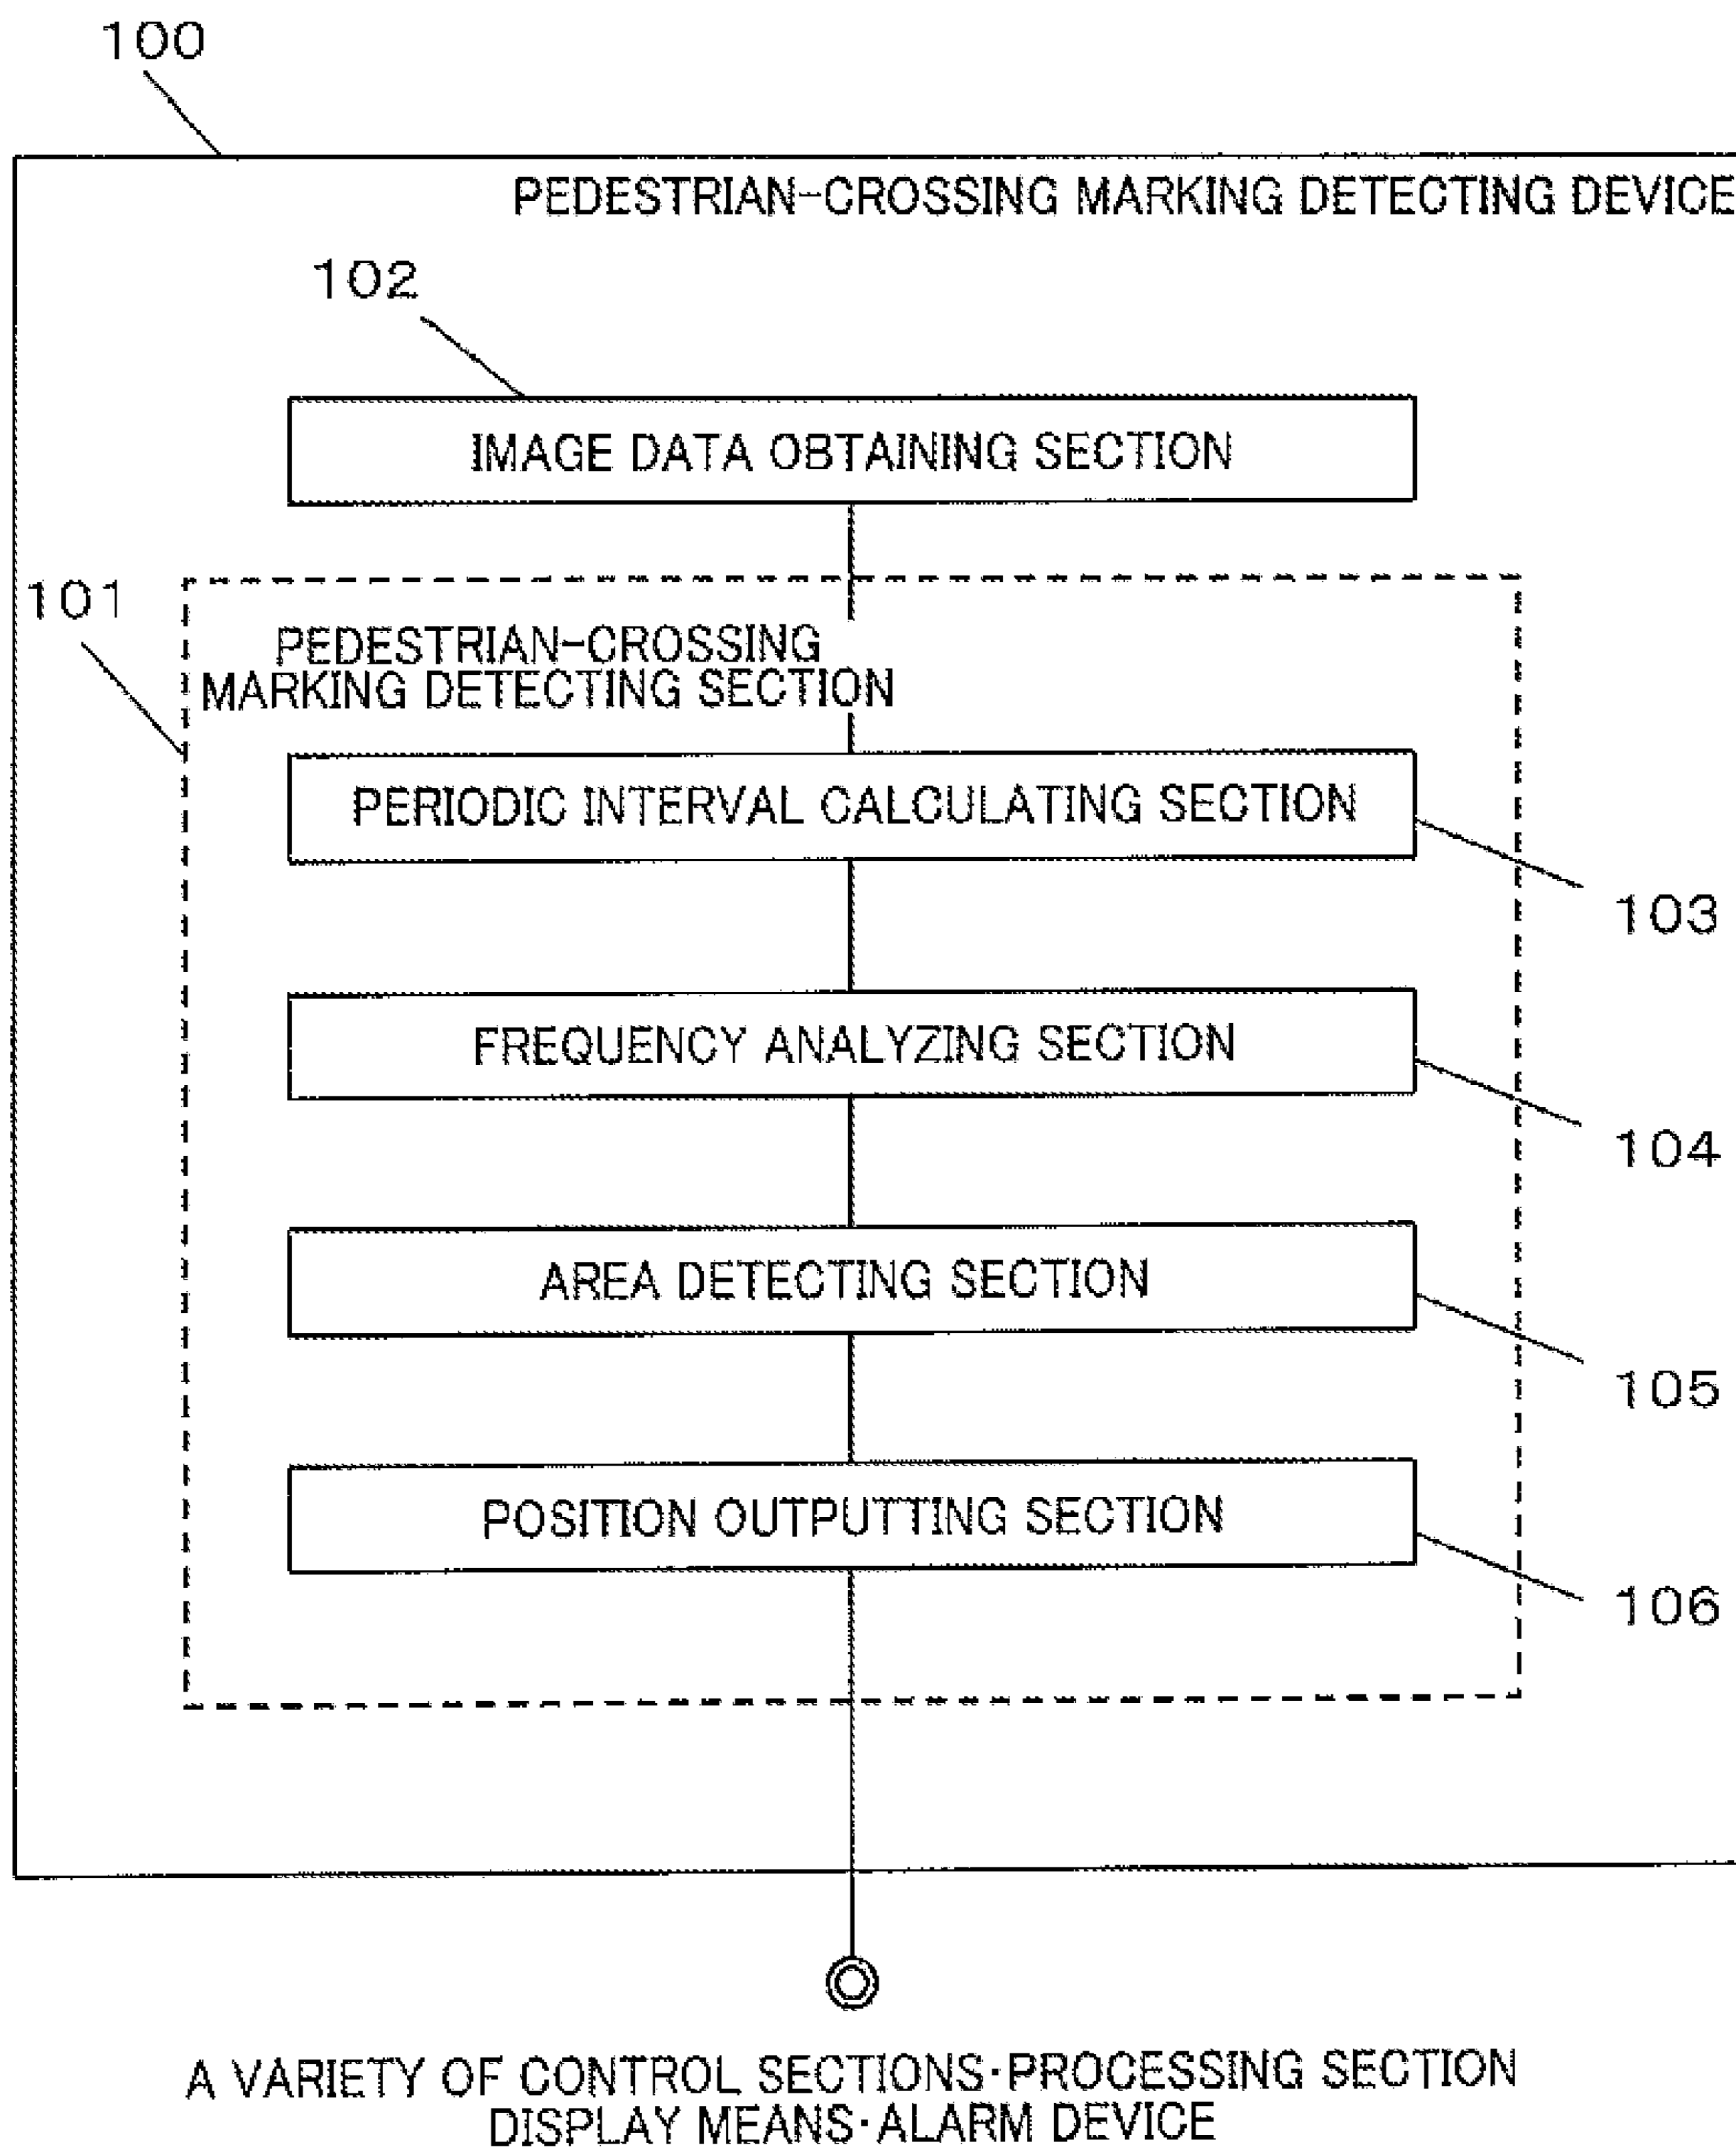 100
PEDESTRIAN-CROSSING MARKING DETECTING DEVICE
102
IMAGE DATA OBTAINING SECTION
101
PEDESTRIAN-CROSSING
MARKING DETECTING SECTION
PERIODIC INTERVAL CALCULATING SECTION
103
FREQUENCY ANALYZING SECTION
104
AREA DETECTING SECTION
105
POSITION OUTPUTTING SECTION
106
A VARIETY OF CONTROL SECTIONS·PROCESSING SECTION
DISPLAY MEANS·ALARM DEVICE